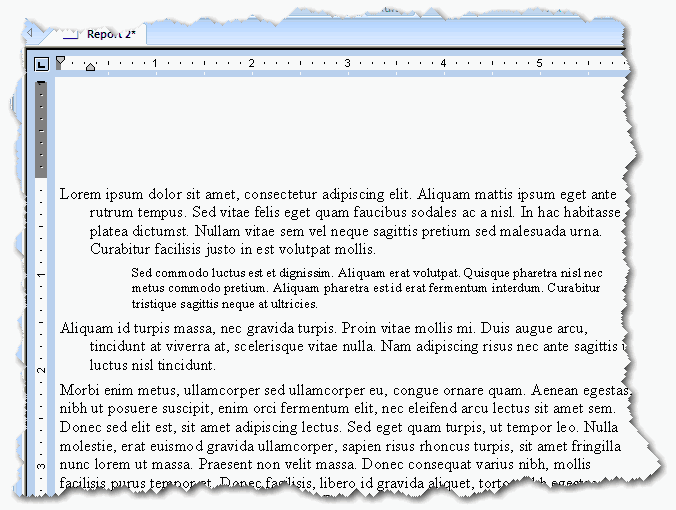 Report 2*
1 2 3 4 5
Lorem ipsum dolor sit amet, consectetur adipiscing elit. Aliquam mattis ipsum eget ante
rutrum tempus. Sed vitae felis eget quam faucibus sodales ac a nisl. In hac habitasse
platea dictumst. Nullam vitae sem vel neque sagittis pretium sed malesuada urna.
Curabitur facilisis justo in est volutpat mollis.
1
Sed commodo luctus est et dignissim. Aliquam erat volutpat. Quisque pharetra nisl nec
metus commodo pretium. Aliquam pharetra est id erat fermentum interdum. Curabitur
tristique sagittis neque at ultricies.
Aliquam id turpis massa, nec gravida turpis. Proin vitae mollis mi. Duis augue arcu,
tincidunt at viverra at, scelerisque vitae nulla. Nam adipiscing risus nec ante sagittis
2
luctus nisl tincidunt.
Morbi enim metus, ullamcorper sed ullamcorper eu, congue ornare quam. Aenean egestas
nibh ut posuere suscipit, enim orci fermentum elit, nec eleifend arcu lectus sit amet sem.
Donec sed elit est, sit amet adipiscing lectus. Sed eget quam turpis, ut tempor leo. Nulla
molestie, erat euismod gravida ullamcorper, sapien risus rhoncus turpis, sit amet fringilla
3
nunc lorem ut massa. Praesent non velit massa. Donec consequat varius nibh, mollis
facilisis purus tempor et. Donec facilisis, libero id gravida aliquet,